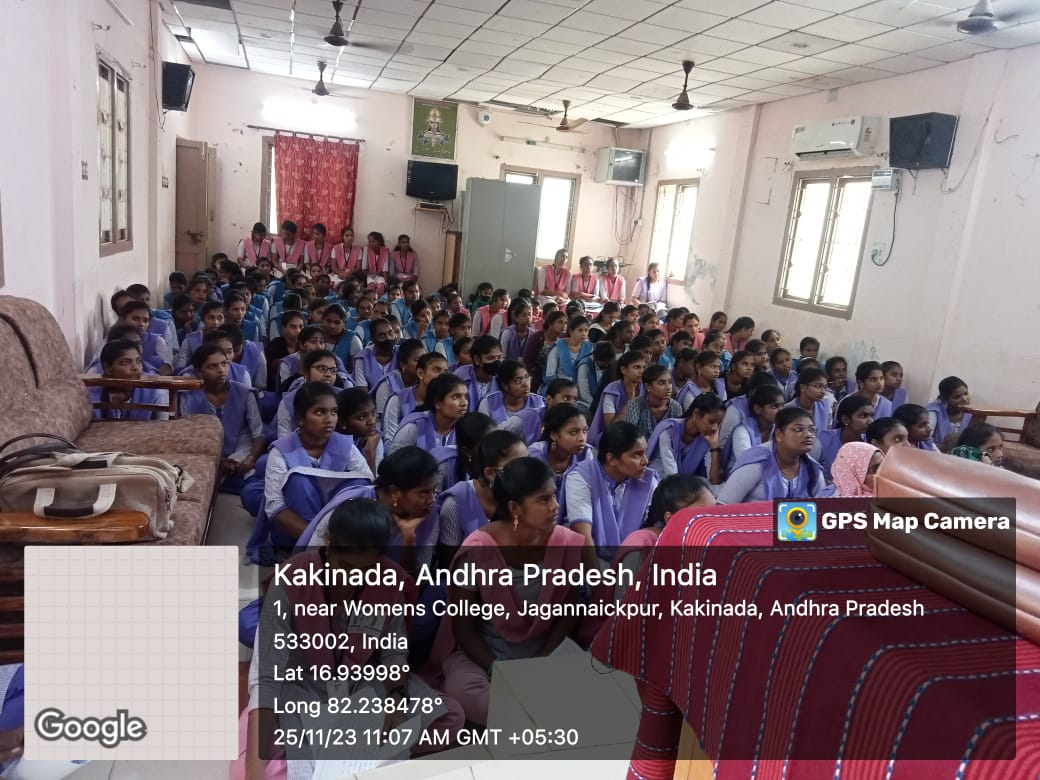 GPS Map Camera
Kakinada, Andhra Pradesh, India
1, near Womens College, Jagannaickpur, Kakinada, Andhra Pradesh
533002, India
Lat 16.93998°
Long 82.238478°
25/11/23 11:07 AM GMT +05:30
Google